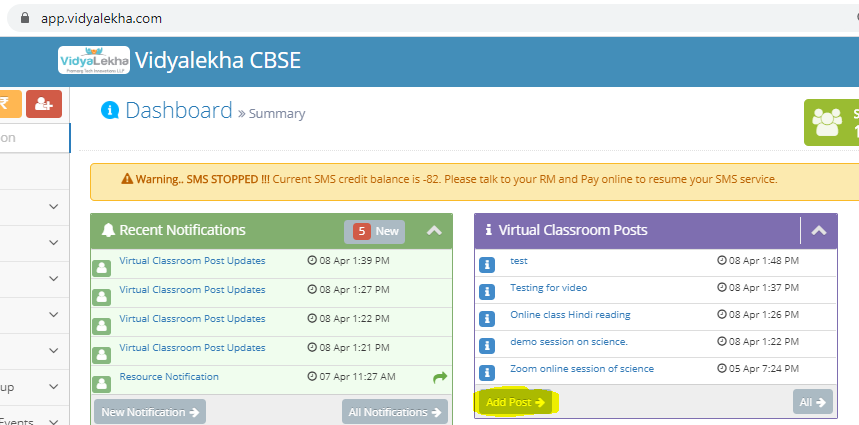 app.vidyalekha.com
VidyaLekha
Vidyalekha CBSE
Dashboard » Summary
on
Warning.. SMS STOPPED !!! Current SMS credit balance is -82. Please talk to your RM and Pay online to resume your SMS service.
Recent Notifications
5 New
Virtual Classroom Post Updates 08 Apr 1:39 PM
Virtual Classroom Post Updates 08 Apr 1:27 PM
Virtual Classroom Post Updates 08 Apr 1:22 PM
Virtual Classroom Post Updates 08 Apr 1:21 PM
Resource Notification 07 Apr 11:27 AM
New Notification
All Notifications
Virtual Classroom Posts
test 08 Apr 1:48 PM
Testing for video 08 Apr 1:37 PM
Online class Hindi reading 08 Apr 1:26 PM
demo session on science. 08 Apr 1:22 PM
Zoom online session of science 05 Apr 7:24 PM
Add Post
All
up
Events